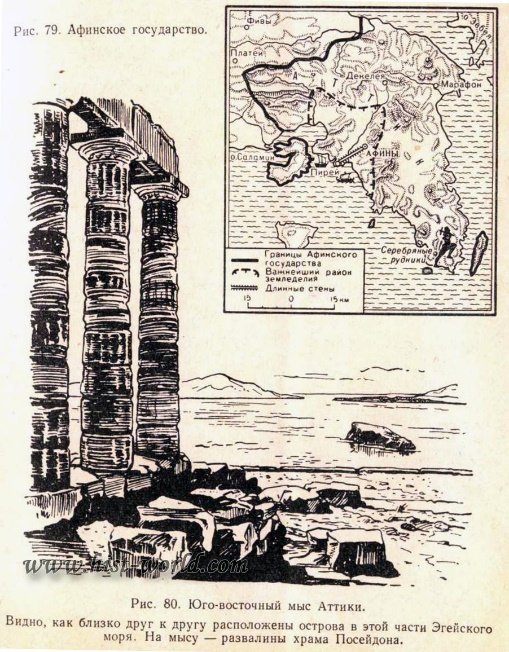 Рис. 79. Афинское государство.
Фивы
о. Эвбея
Платеи
Декелея
Марафон
АТТИКА
о. Саламин
АФИНЫ
Пирей
Серебряные
рудники
Границы Афинского
государства
Важнейший район
земледелия
Длинные стены
15 0 15 км
www.hist-world.com
Рис. 80. Юго-восточный мыс Аттики.
Видно, как близко друг к другу расположены острова в этой части Эгейского
моря. На мысу — развалины храма Посейдона.